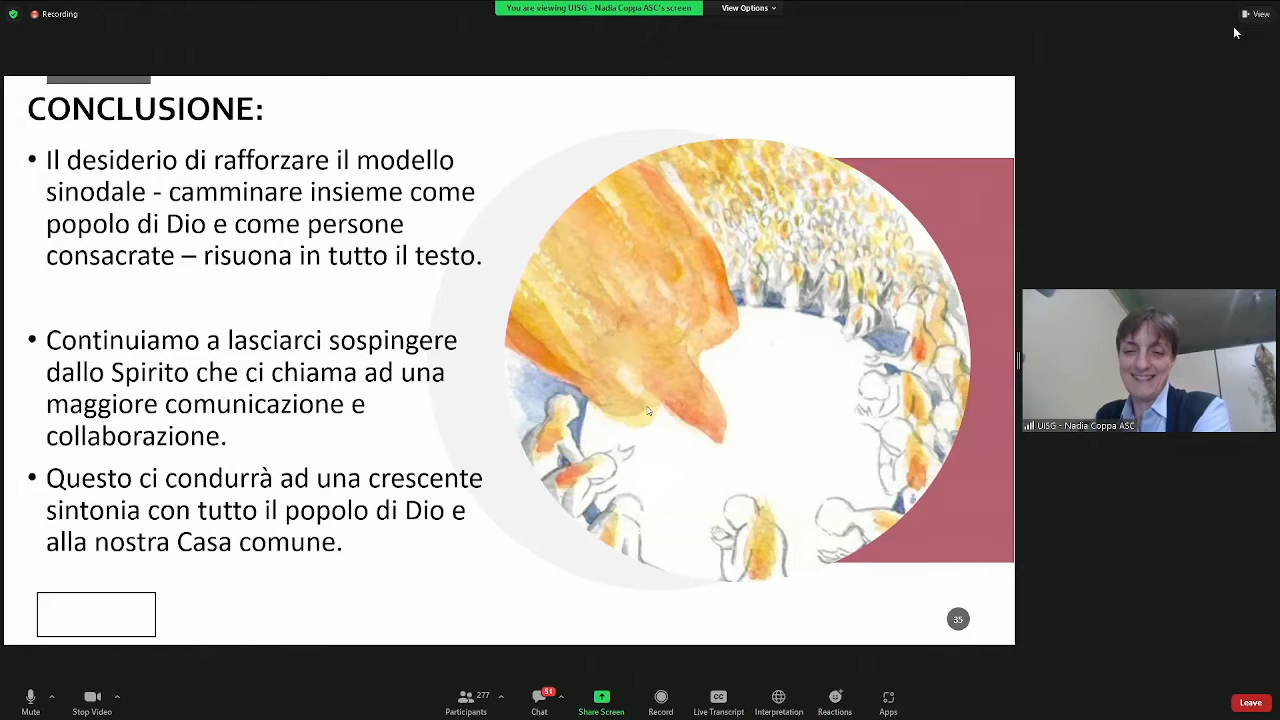 Recording
You are viewing UISG - Nadia Coppa ASC's screen
View Options
View
CONCLUSIONE:
• Il desiderio di rafforzare il modello
sinodale - camminare insieme come
popolo di Dio e come persone
consacrate – risuona in tutto il testo.
• Continuiamo a lasciarci sospingere
dallo Spirito che ci chiama ad una
maggiore comunicazione e
collaborazione.
• Questo ci condurrà ad una crescente
sintonia con tutto il popolo di Dio e
alla nostra Casa comune.
35
UISG - Nadia Coppa ASC
Mute
Stop Video
277
Participants
51
Chat
Share Screen
Record
CC
Live Transcript
Interpretation
Reactions
Apps
Leave